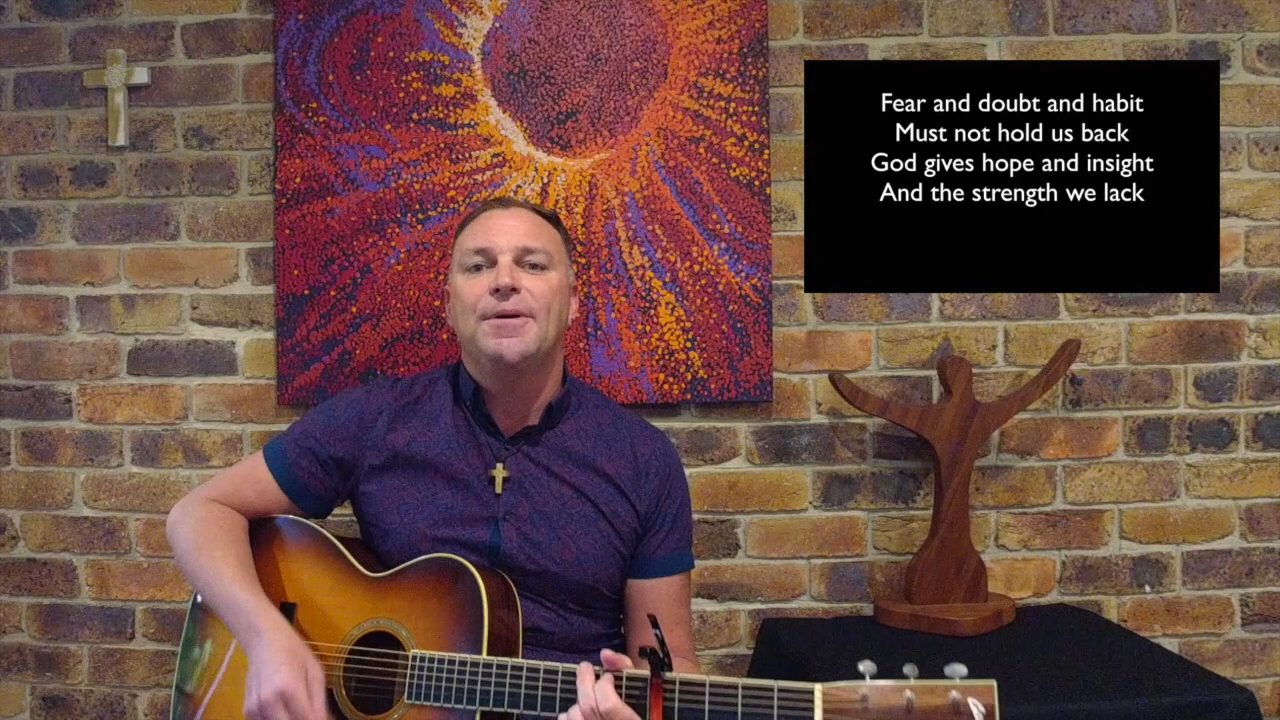 Fear and doubt and habit
Must not hold us back
God gives hope and insight
And the strength we lack